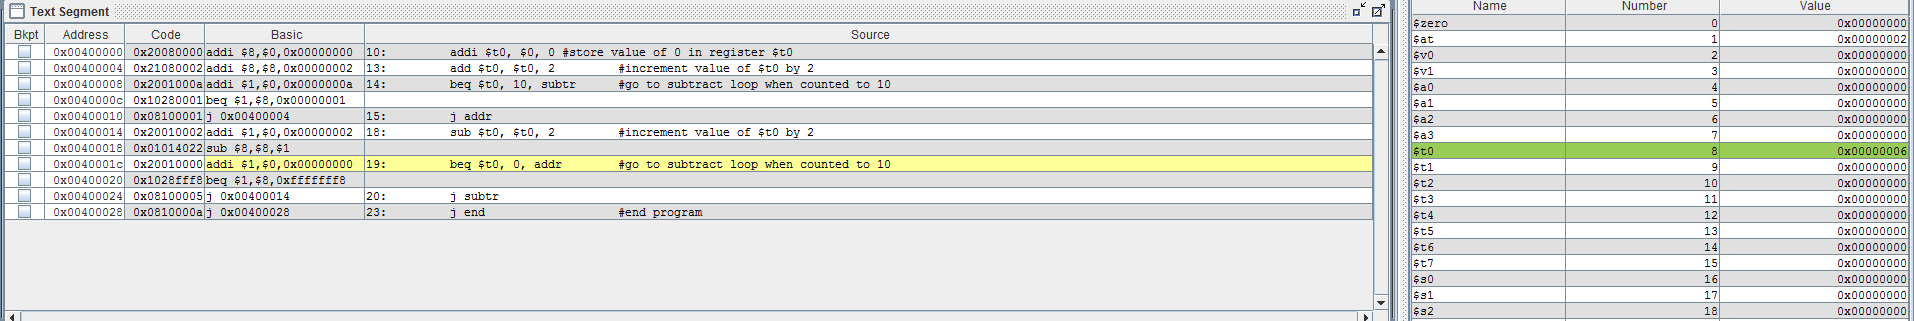 Text Segment
Bkpt Address Code Basic Source
0x00400000 0x20080000 addi $8,$0,0x00000000 10: addi $t0, $0, 0 #store value of 0 in register $t0
0x00400004 0x21080002 addi $8,$8,0x00000002 13: add $t0, $t0, 2 #increment value of $t0 by 2
0x00400008 0x2001000a addi $1,$0,0x0000000a 14: beq $t0, 10, subtr #go to subtract loop when counted to 10
0x0040000c 0x10280001 beq $1,$8,0x00000001
0x00400010 0x08100001 j 0x00400004 15: j addr
0x00400014 0x20010002 addi $1,$0,0x00000002 18: sub $t0, $t0, 2 #increment value of $t0 by 2
0x00400018 0x01014022 sub $8,$8,$1
0x0040001c 0x20010000 addi $1,$0,0x00000000 19: beq $t0, 0, addr #go to subtract loop when counted to 10
0x00400020 0x1028fff8 beq $1,$8,0xfffffff8
0x00400024 0x08100005 j 0x00400014 20: j subtr
0x00400028 0x0810000a j 0x00400028 23: j end #end program
Name Number Value
$zero 0 0x00000000
$at 1 0x00000002
$v0 2 0x00000000
$v1 3 0x00000000
$a0 4 0x00000000
$a1 5 0x00000000
$a2 6 0x00000000
$a3 7 0x00000000
$t0 8 0x00000006
$t1 9 0x00000000
$t2 10 0x00000000
$t3 11 0x00000000
$t4 12 0x00000000
$t5 13 0x00000000
$t6 14 0x00000000
$t7 15 0x00000000
$s0 16 0x00000000
$s1 17 0x00000000
$s2 18 0x00000000